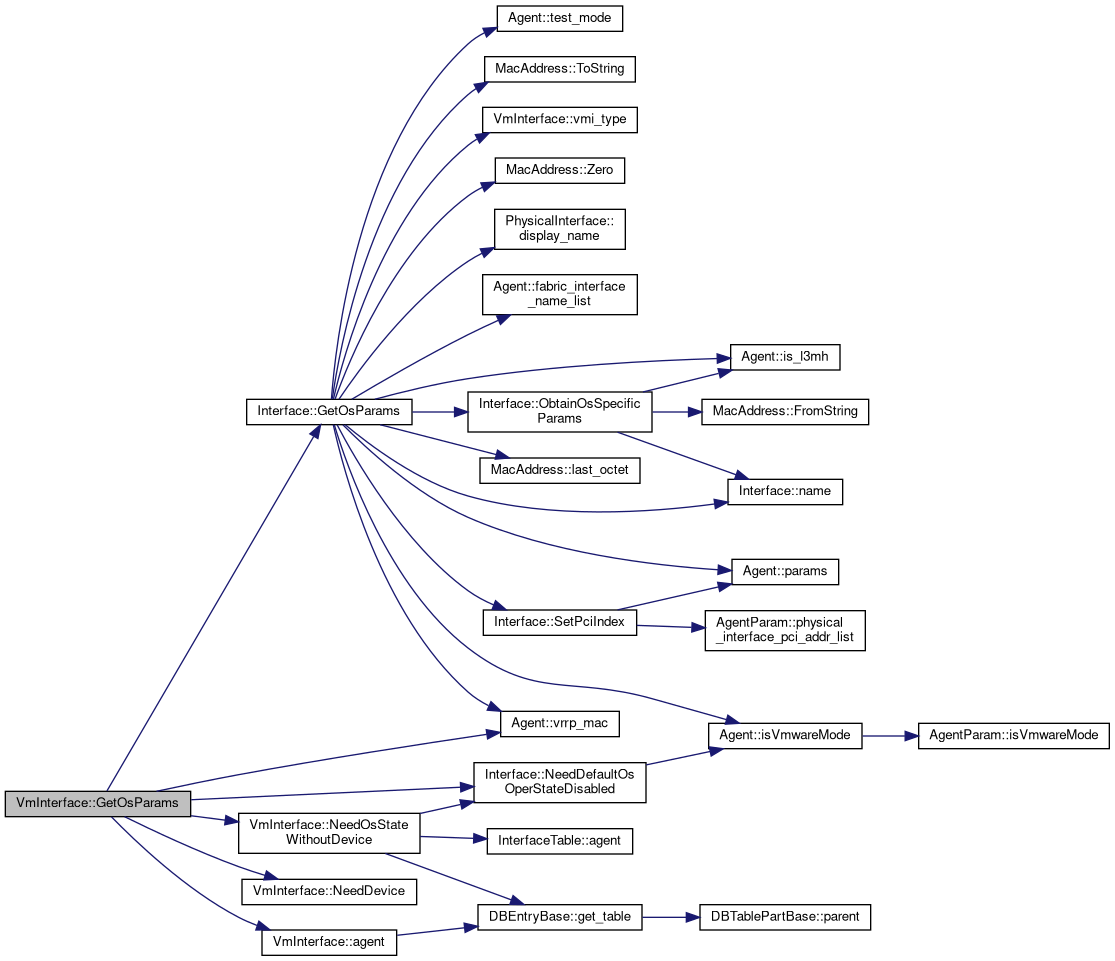 Agent::test_mode
MacAddress::ToString
VmInterface::vmi_type
MacAddress::Zero
PhysicalInterface::
display_name
Agent::fabric_interface
_name_list
Agent::is_l3mh
Interface::GetOsParams
Interface::ObtainOsSpecific
Params
MacAddress::FromString
MacAddress::last_octet
Interface::name
Agent::params
Interface::SetPciIndex
AgentParam::physical
_interface_pci_addr_list
Agent::vrrp_mac
Agent::isVmwareMode
AgentParam::isVmwareMode
Interface::NeedDefaultOs
OperStateDisabled
VmInterface::GetOsParams
VmInterface::NeedOsState
WithoutDevice
InterfaceTable::agent
VmInterface::NeedDevice
DBEntryBase::get_table
DBTablePartBase::parent
VmInterface::agent